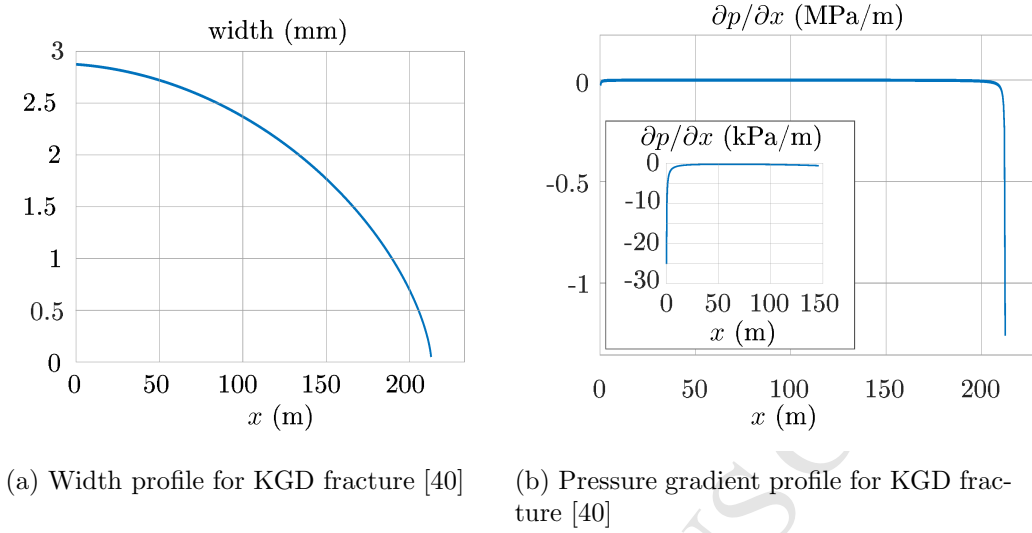 width (mm)
3
2.5
2
1.5
1
0.5
0
0 50 100 150 200
x (m)
(a) Width profile for KGD fracture [40]
∂p/∂x (MPa/m)
0
-0.5
-1
∂p/∂x (kPa/m)
0
-10
-20
-30
0 50 100 150
x (m)
0 50 100 150 200
x (m)
(b) Pressure gradient profile for KGD frac-
ture [40]